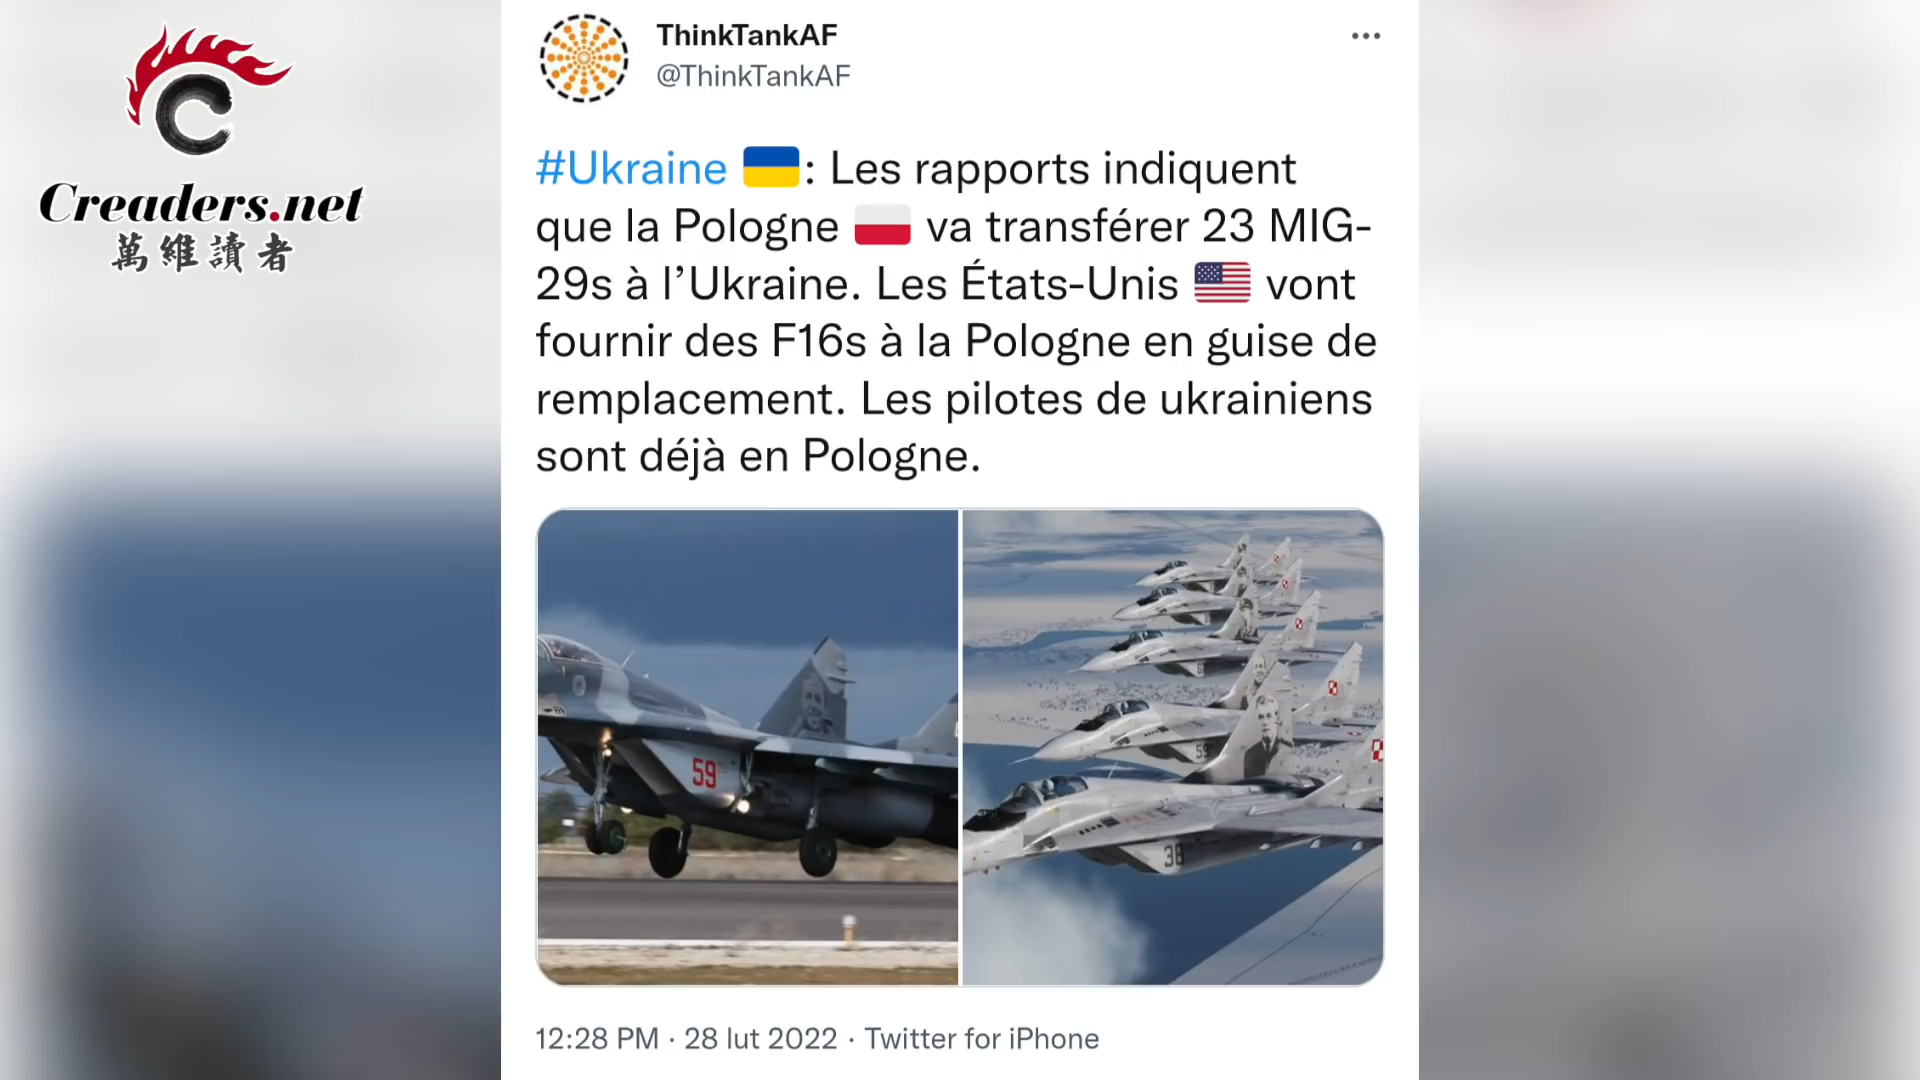 Creaders.net
萬維讀者
ThinkTankAF
@ThinkTankAF
#Ukraine 🇺🇦: Les rapports indiquent
que la Pologne 🇵🇱 va transférer 23 MIG-
29s à l’Ukraine. Les États-Unis 🇺🇸 vont
fournir des F16s à la Pologne en guise de
remplacement. Les pilotes de ukrainiens
sont déjà en Pologne.
59
59
38
12:28 PM · 28 lut 2022 · Twitter for iPhone